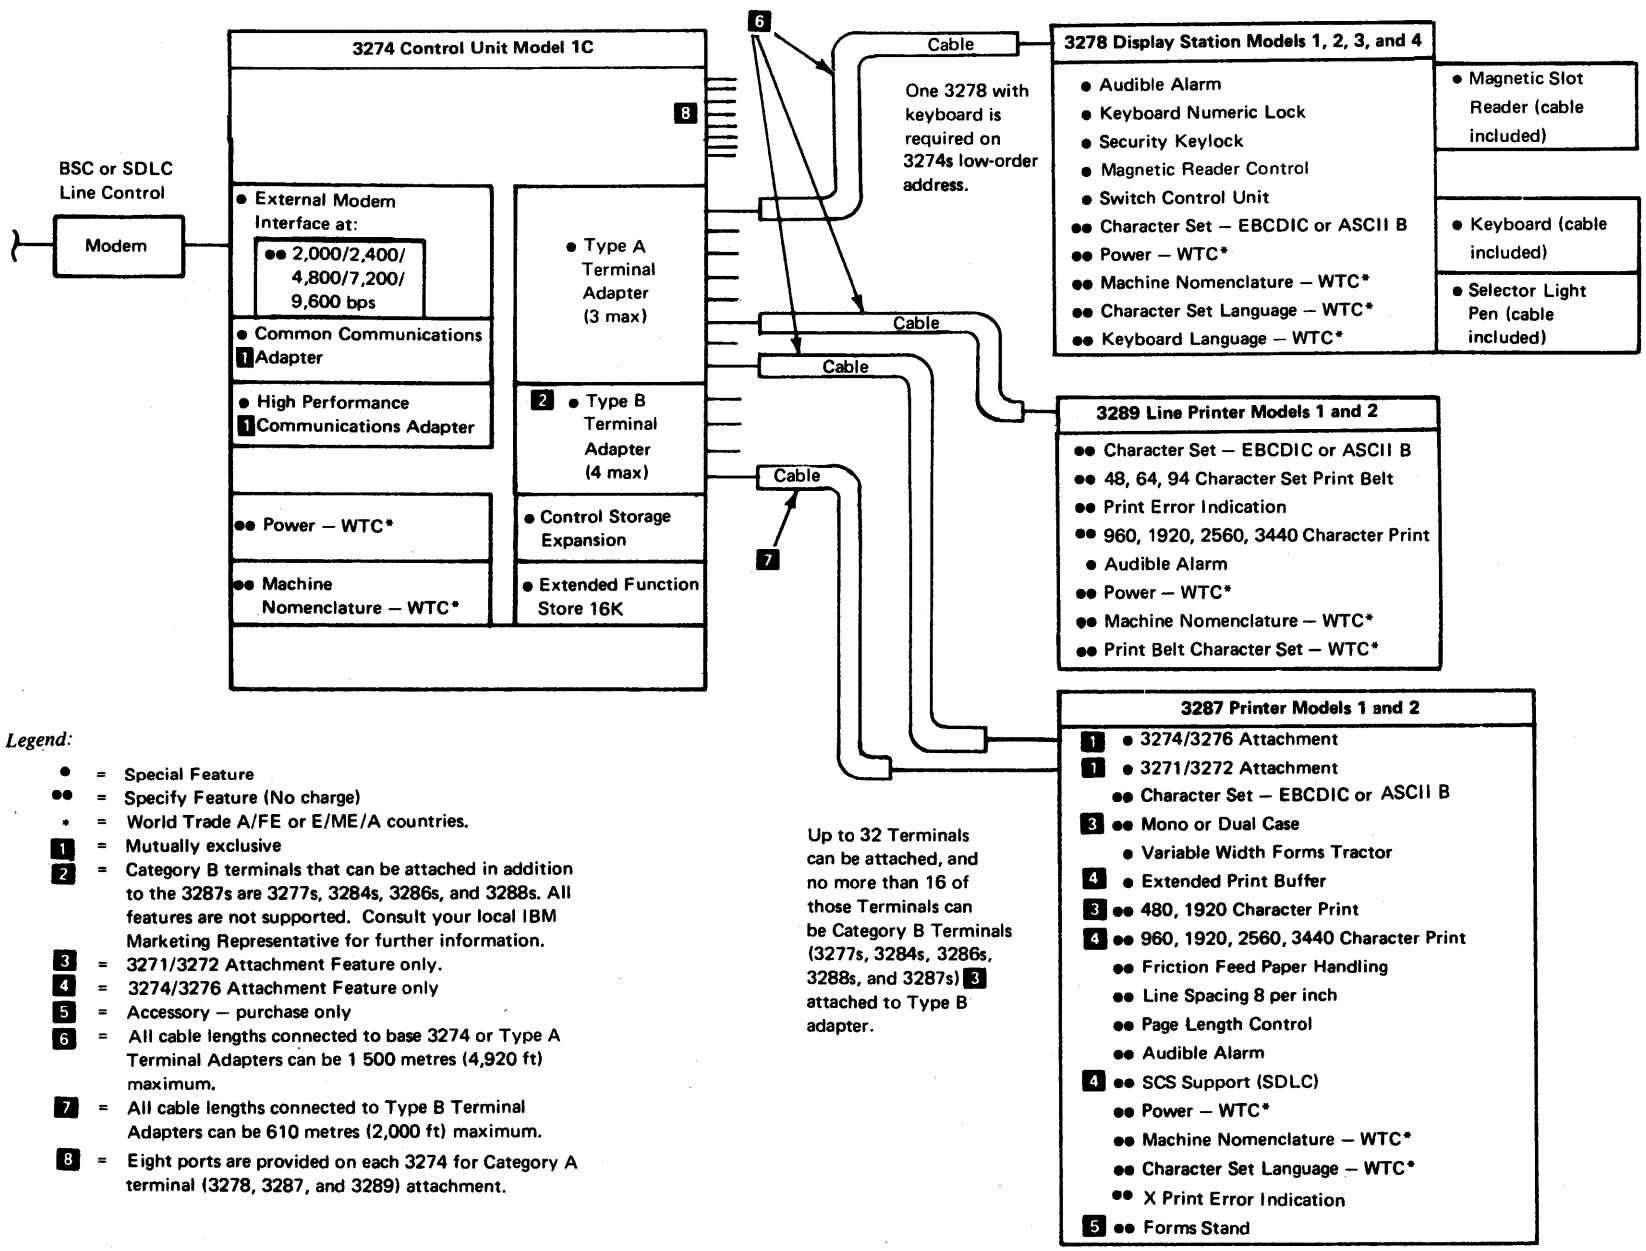 3274 Control Unit Model 1C
8
BSC or SDLC
Line Control
Modem
● External Modem
Interface at:
●● 2,000/2,400/
4,800/7,200/
9,600 bps
● Common Communications
1 Adapter
● High Performance
1 Communications Adapter
●● Power — WTC*
●● Machine
Nomenclature — WTC*
● Type A
Terminal
Adapter
(3 max)
2 ● Type B
Terminal
Adapter
(4 max)
● Control Storage
Expansion
● Extended Function
Store 16K
6
Cable
One 3278 with
keyboard is
required on
3274s low-order
address.
Cable
Cable
Cable
7
3278 Display Station Models 1, 2, 3, and 4
● Audible Alarm
● Keyboard Numeric Lock
● Security Keylock
● Magnetic Reader Control
● Switch Control Unit
●● Character Set — EBCDIC or ASCII B
●● Power — WTC*
●● Machine Nomenclature — WTC*
●● Character Set Language — WTC*
●● Keyboard Language — WTC*
● Magnetic Slot
Reader (cable
included)
● Keyboard (cable
included)
● Selector Light
Pen (cable
included)
3289 Line Printer Models 1 and 2
●● Character Set — EBCDIC or ASCII B
●● 48, 64, 94 Character Set Print Belt
●● Print Error Indication
●● 960, 1920, 2560, 3440 Character Print
● Audible Alarm
●● Power — WTC*
●● Machine Nomenclature — WTC*
●● Print Belt Character Set — WTC*
3287 Printer Models 1 and 2
1 ● 3274/3276 Attachment
1 ● 3271/3272 Attachment
●● Character Set — EBCDIC or ASCII B
3 ●● Mono or Dual Case
● Variable Width Forms Tractor
4 ● Extended Print Buffer
3 ●● 480, 1920 Character Print
4 ●● 960, 1920, 2560, 3440 Character Print
●● Friction Feed Paper Handling
●● Line Spacing 8 per inch
●● Page Length Control
●● Audible Alarm
4 ●● SCS Support (SDLC)
●● Power — WTC*
●● Machine Nomenclature — WTC*
●● Character Set Language — WTC*
●● X Print Error Indication
5 ●● Forms Stand
Up to 32 Terminals
can be attached, and
no more than 16 of
those Terminals can
be Category B Terminals
(3277s, 3284s, 3286s,
3288s, and 3287s) 3
attached to Type B
adapter.
Legend:
● = Special Feature
●● = Specify Feature (No charge)
* = World Trade A/FE or E/ME/A countries.
1 = Mutually exclusive
2 = Category B terminals that can be attached in addition
to the 3287s are 3277s, 3284s, 3286s, and 3288s. All
features are not supported. Consult your local IBM
Marketing Representative for further information.
3 = 3271/3272 Attachment Feature only.
4 = 3274/3276 Attachment Feature only
5 = Accessory — purchase only
6 = All cable lengths connected to base 3274 or Type A
Terminal Adapters can be 1 500 metres (4,920 ft)
maximum.
7 = All cable lengths connected to Type B Terminal
Adapters can be 610 metres (2,000 ft) maximum.
8 = Eight ports are provided on each 3274 for Category A
terminal (3278, 3287, and 3289) attachment.